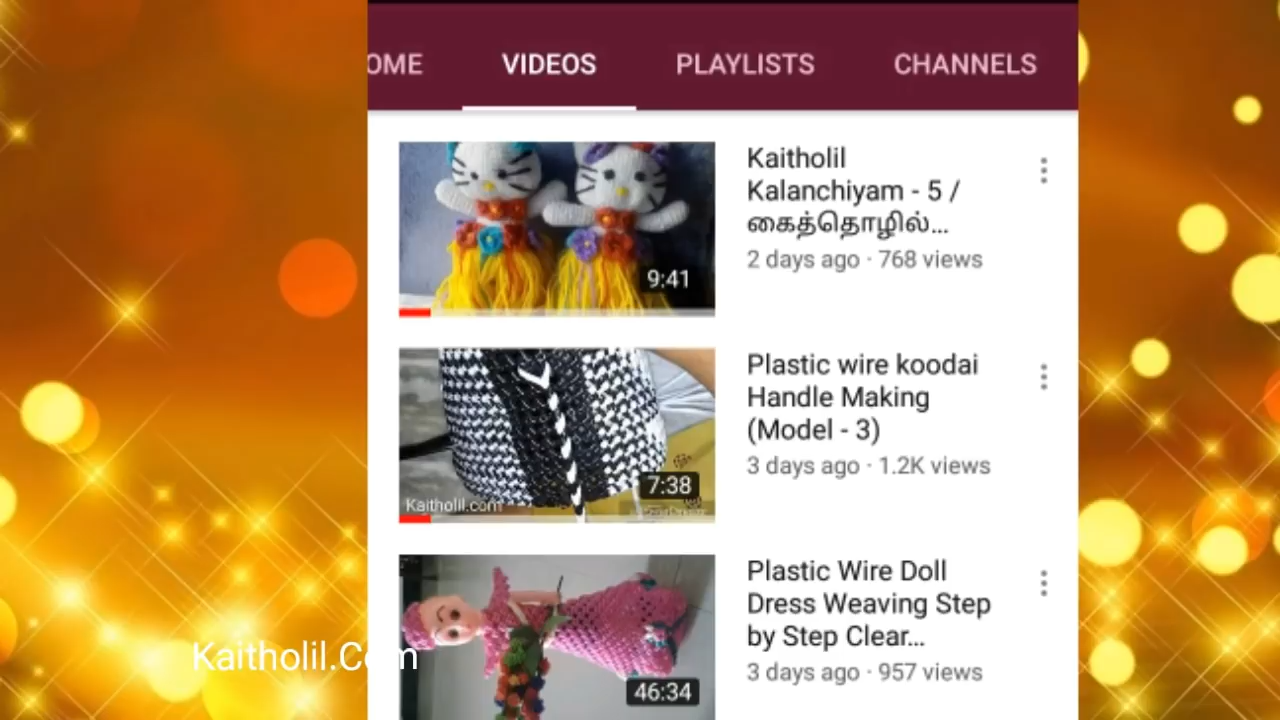 OME VIDEOS PLAYLISTS CHANNELS
Kaitholil
Kalanchiyam - 5 /
கைத்தொழில்...
2 days ago · 768 views
9:41
Plastic wire koodai
Handle Making
(Model - 3)
3 days ago · 1.2K views
7:38
Kaitholil.com
Plastic Wire Doll
Dress Weaving Step
by Step Clear...
3 days ago · 957 views
46:34
Kaitholil.Com